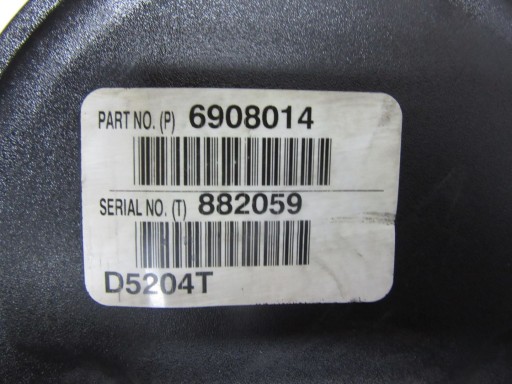 PART NO. (P) 6908014
SERIAL NO. (T) 882059
D5204T